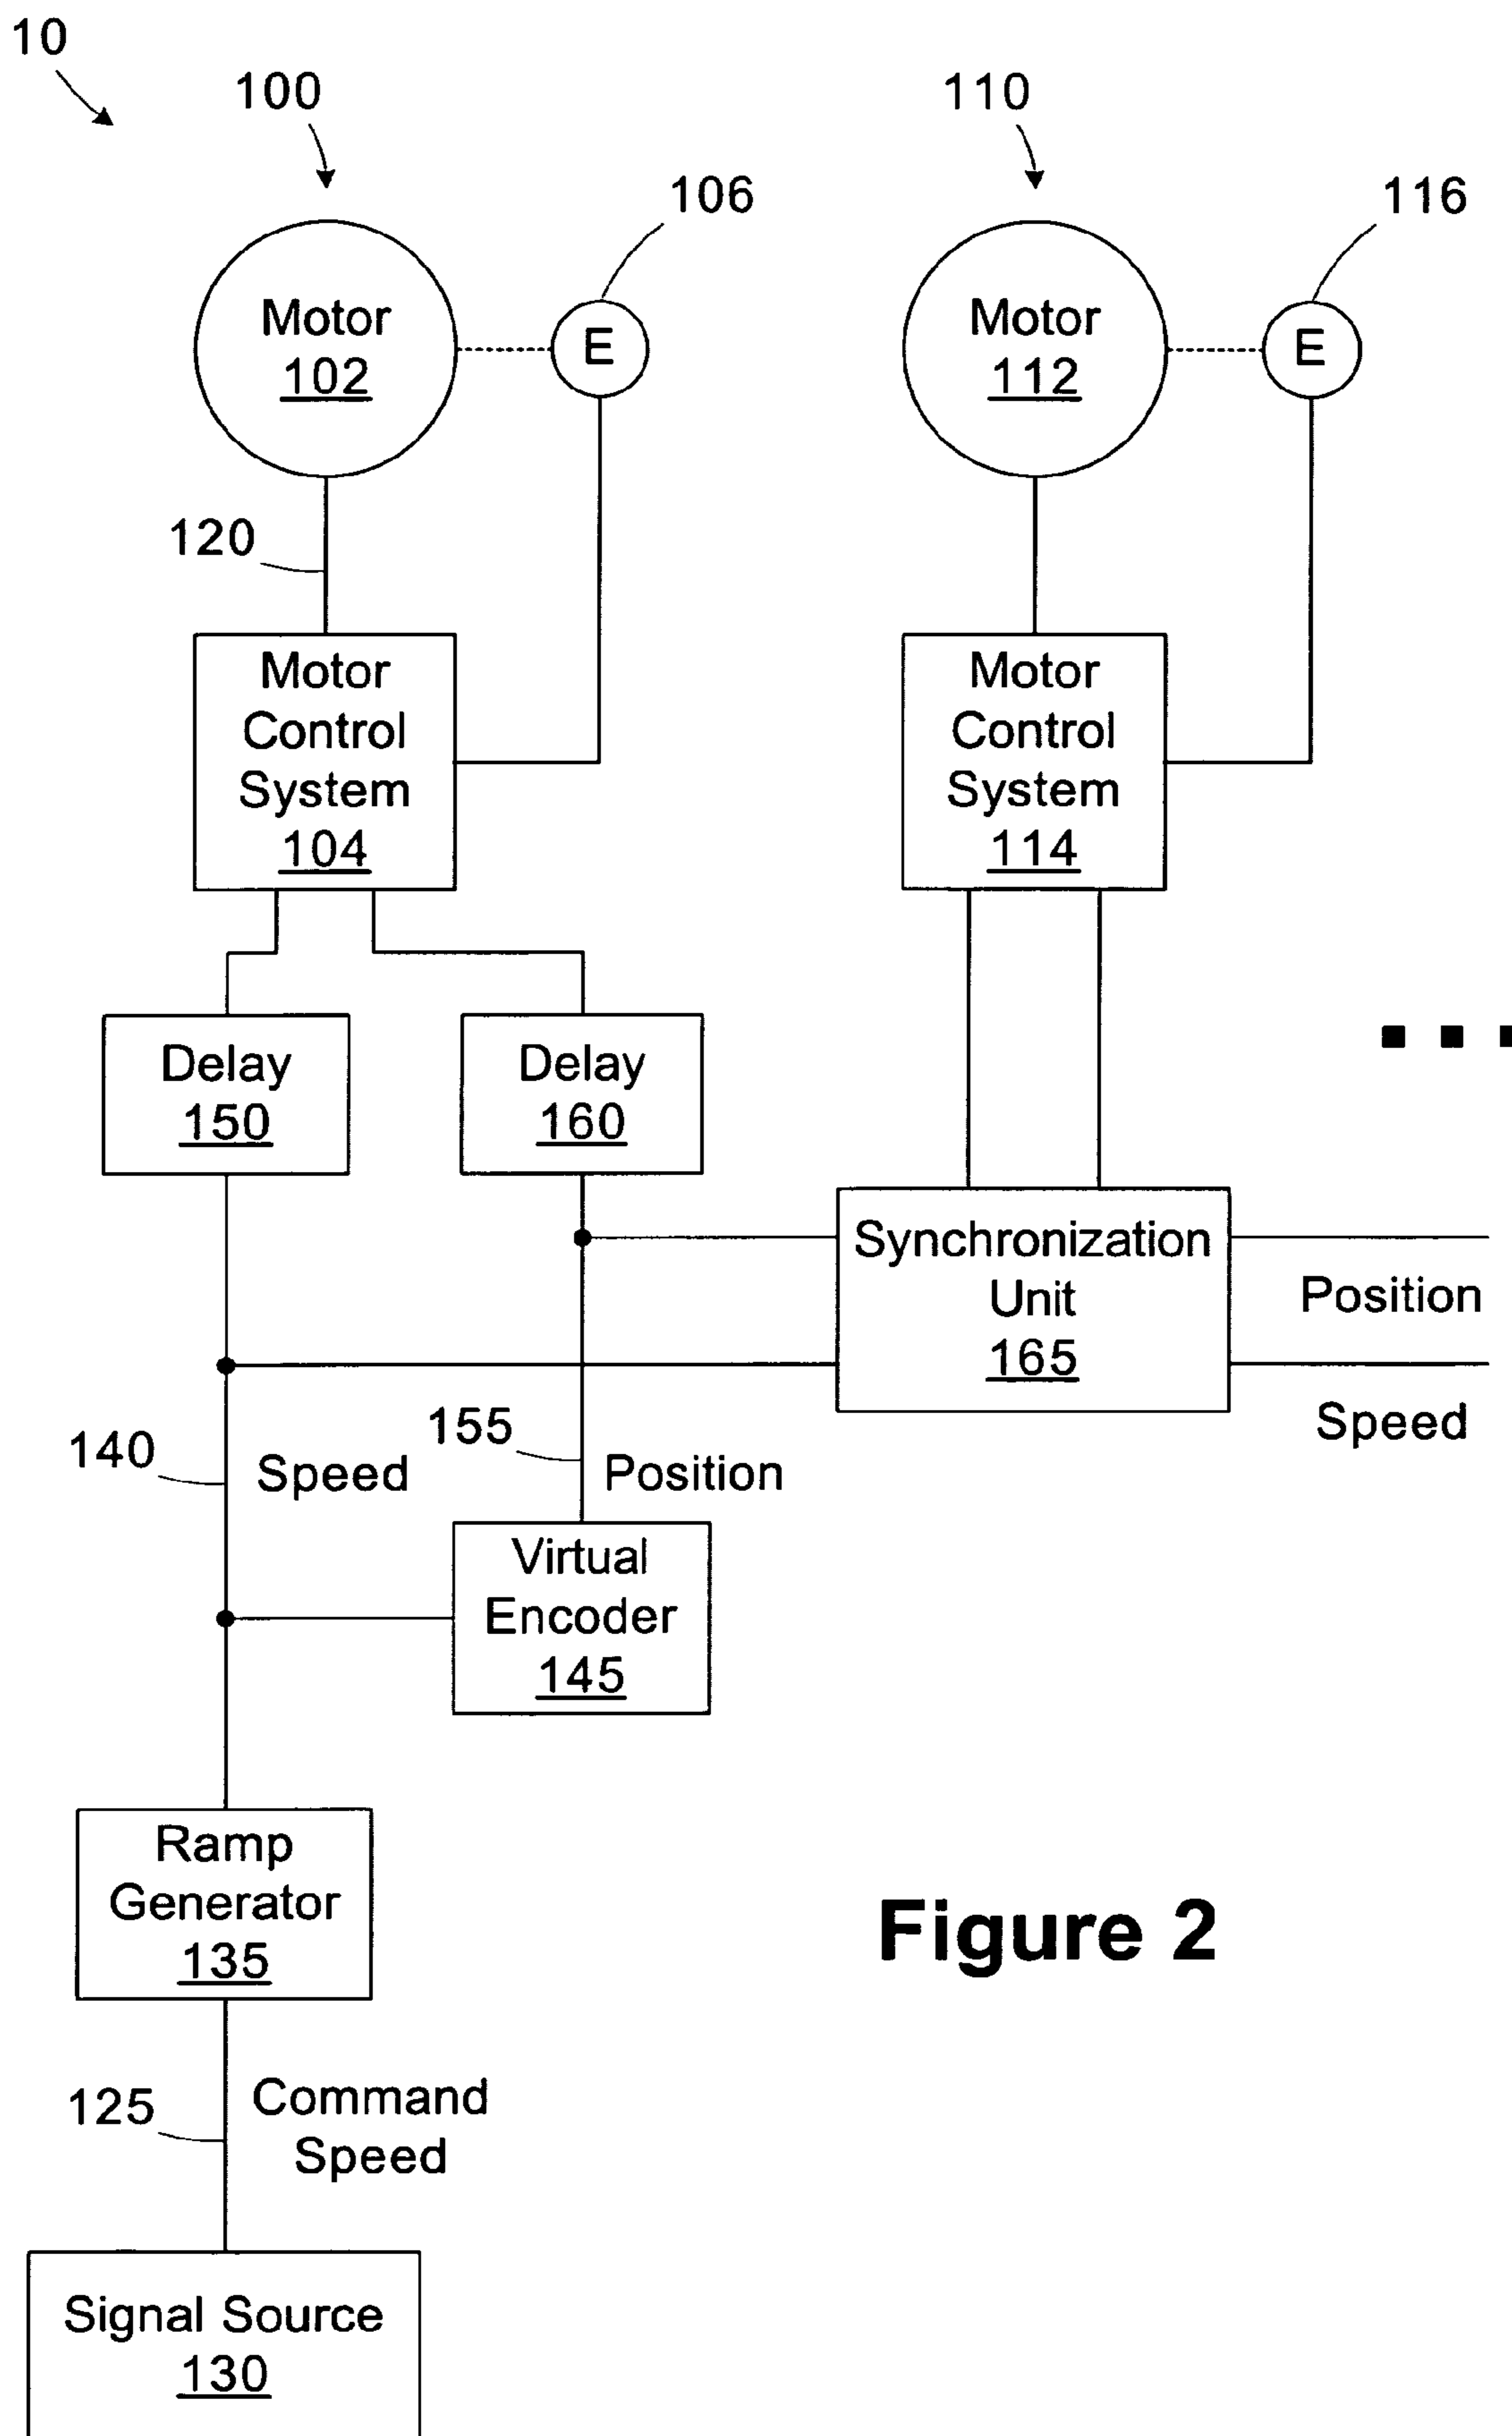 10
100
110
106
116
Motor
102
E
Motor
112
E
120
Motor
Control
System
104
Motor
Control
System
114
Delay
150
Delay
160
Synchronization
Unit
165
Position
Speed
140
Speed
155
Position
Virtual
Encoder
145
Ramp
Generator
135
Figure 2
125
Command
Speed
Signal Source
130